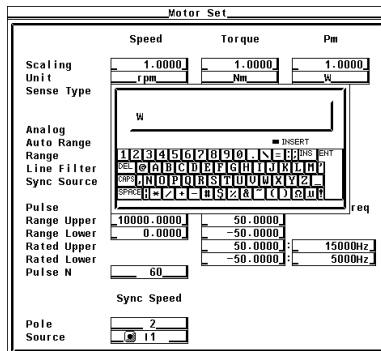 Motor Set
Speed Torque Pm
Scaling 1.0000 1.0000 1.0000
Unit rpm Nm W
Sense Type
W
Analog
Auto Range INSERT
Range 1 2 3 4 5 6 7 8 9 0 . \ = : ; INS ENT
Line Filter DEL @ A B C D E F G H I J K L M
Sync Source CAPS , N O P Q R S T U V W X Y Z _
SPACE * / + - # $ % & ~ ( ) Ω µ
Pulse req
Range Upper 10000.0000 50.0000
Range Lower 0.0000 -50.0000
Rated Upper 50.0000 : 15000Hz
Rated Lower -50.0000 : 5000Hz
Pulse N 60
Sync Speed
Pole 2
Source I1